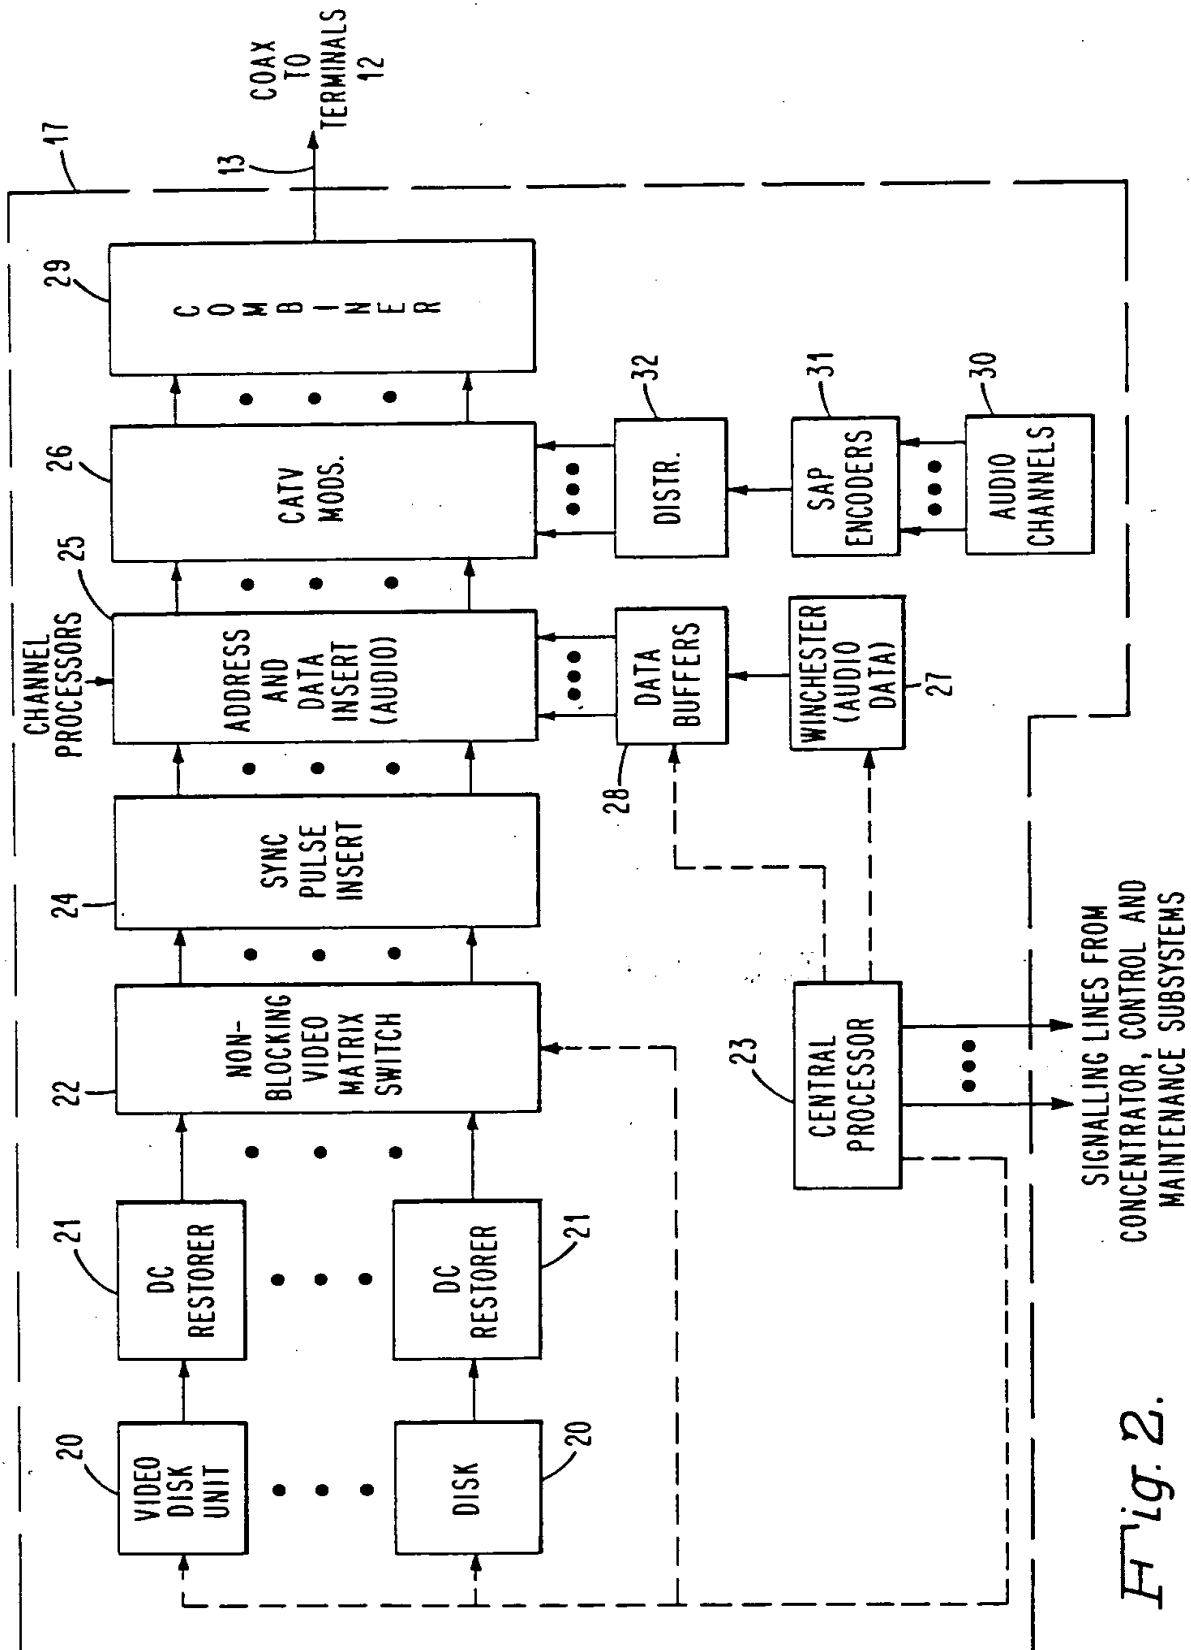 17
COAX
TO
TERMINALS
12
13
29
COMBINER
26
CATV
MODS.
CHANNEL
PROCESSORS
25
ADDRESS
AND
DATA
INSERT
(AUDIO)
24
SYNC
PULSE
INSERT
22
NON-
BLOCKING
VIDEO
MATRIX
SWITCH
21
DC
RESTORER
20
VIDEO
DISK
UNIT
DC
RESTORER
21
DISK
20
DISTR.
32
SAP
ENCODERS
31
AUDIO
CHANNELS
30
DATA
BUFFERS
28
WINCHESTER
(AUDIO
DATA)
27
23
CENTRAL
PROCESSOR
SIGNALLING LINES FROM
CONCENTRATOR, CONTROL AND
MAINTENANCE SUBSYSTEMS
Fig. 2.